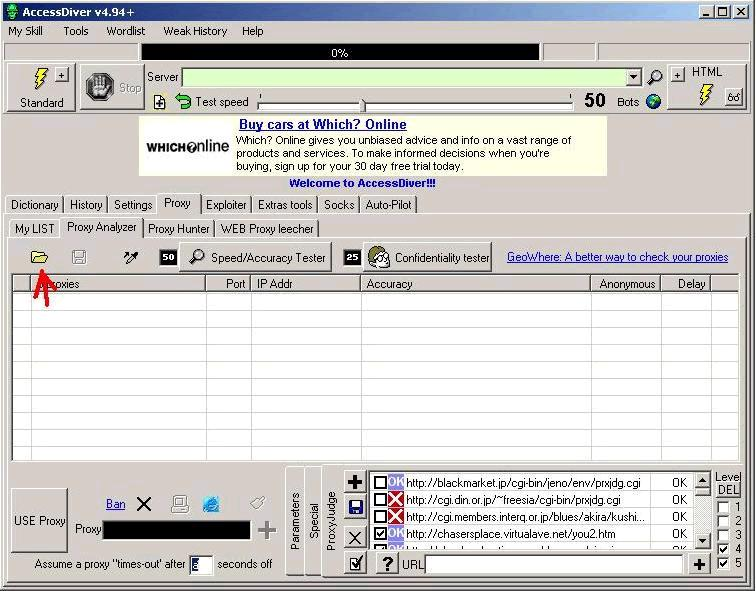 AccessDiver v4.94+
My Skill Tools Wordlist Weak History Help
0%
Standard
Stop
Server
HTML
Test speed
50 Bots
WHICH?online
Buy cars at Which? Online
Which? Online gives you unbiased advice and info on a vast range of
products and services. To make informed decisions when you're
buying, sign up for your 30 day free trial today.
Welcome to AccessDiver!!!
Dictionary History Settings Proxy Exploiter Extras tools Socks Auto-Pilot
My LIST Proxy Analyzer Proxy Hunter WEB Proxy leecher
50 Speed/Accuracy Tester 25 Confidentiality tester GeoWhere: A better way to check your proxies
Proxies Port IP Addr Accuracy Anonymous Delay
USE Proxy
Ban
Proxy
Assume a proxy "times-out' after seconds off
Parameters
Special
ProxyJudge
OK http://blackmarket.jp/cgi-bin/jeno/env/prxjdg.cgi OK
http://cgi.din.or.jp/~freesia/cgi-bin/prxjdg.cgi OK
http://cgi.members.interq.or.jp/blues/akira/kushi... OK
OK http://chasersplace.virtualave.net/you2.htm OK
URL
Level
DEL
1
2
3
4
5